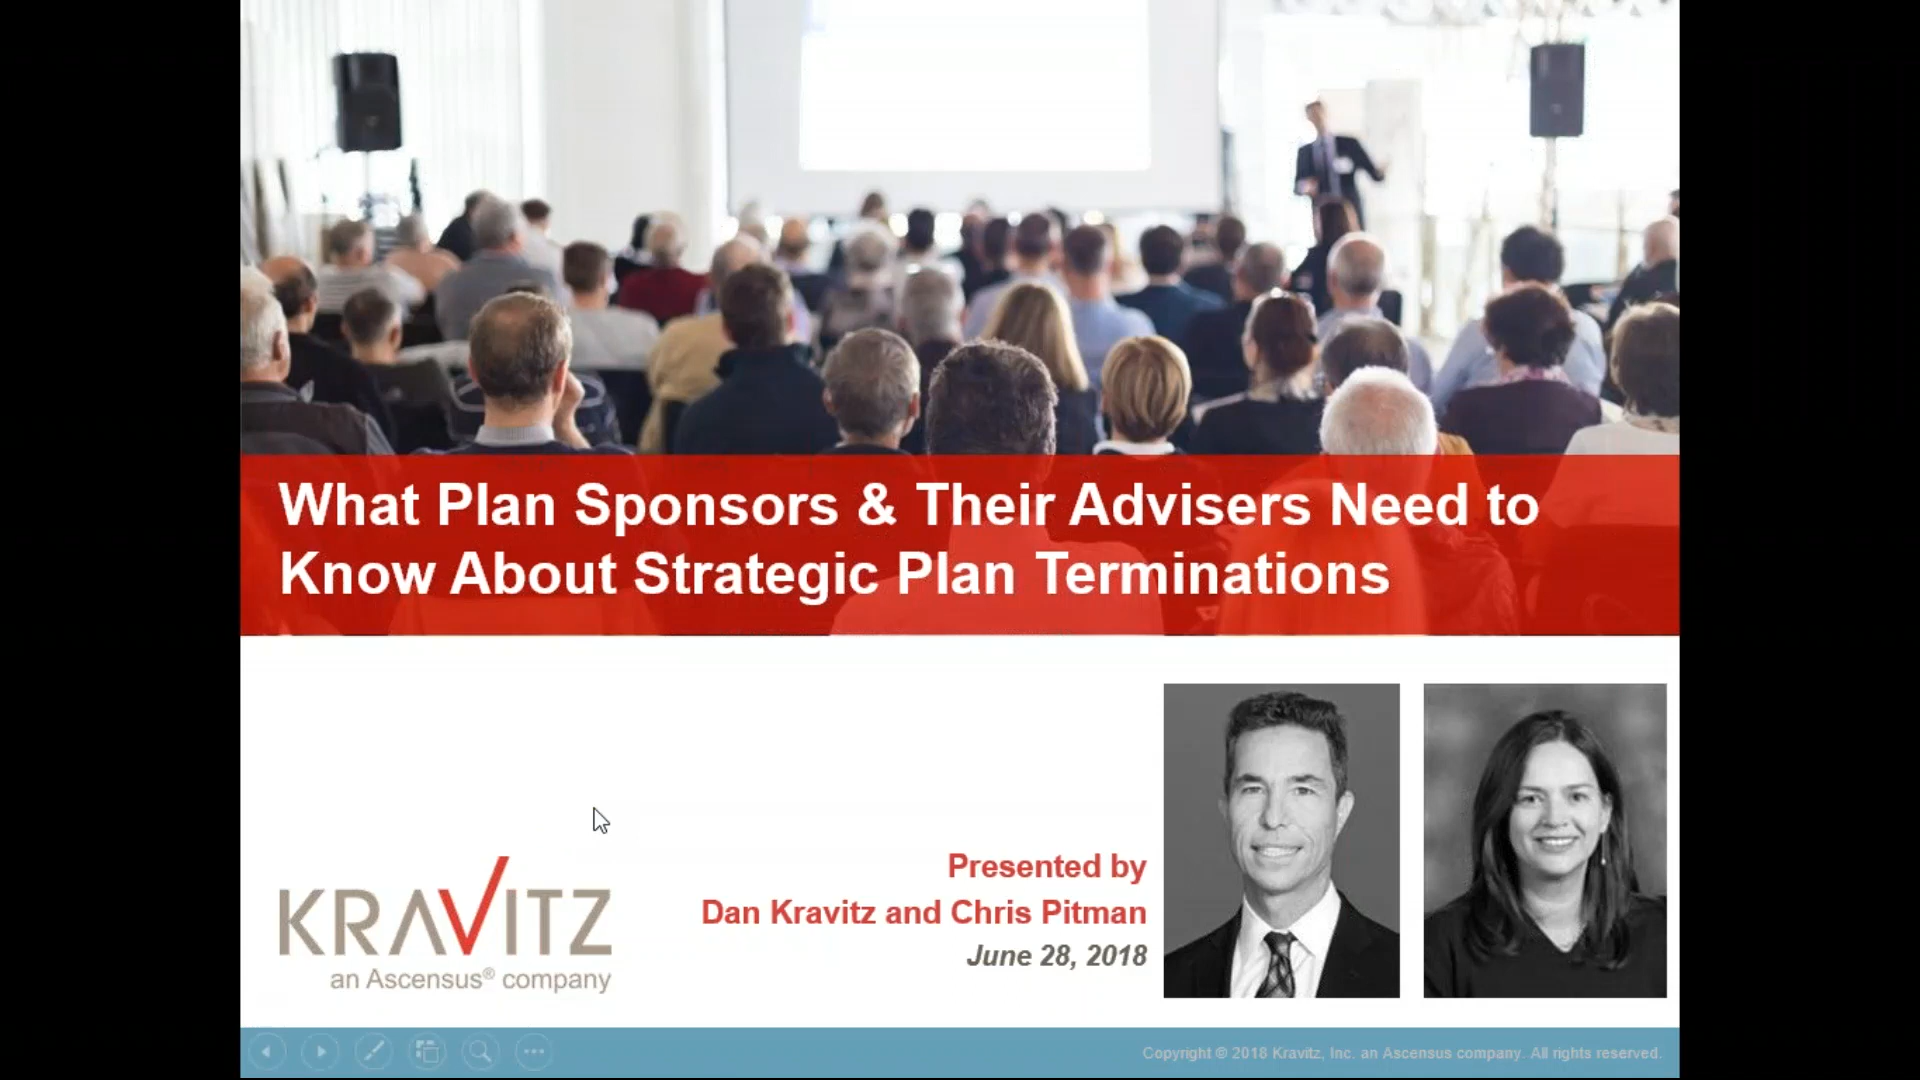 What Plan Sponsors & Their Advisers Need to
Know About Strategic Plan Terminations
Presented by
Dan Kravitz and Chris Pitman
June 28, 2018
KRAVITZ
an Ascensus® company
Copyright © 2018 Kravitz, Inc. an Ascensus company. All rights reserved.